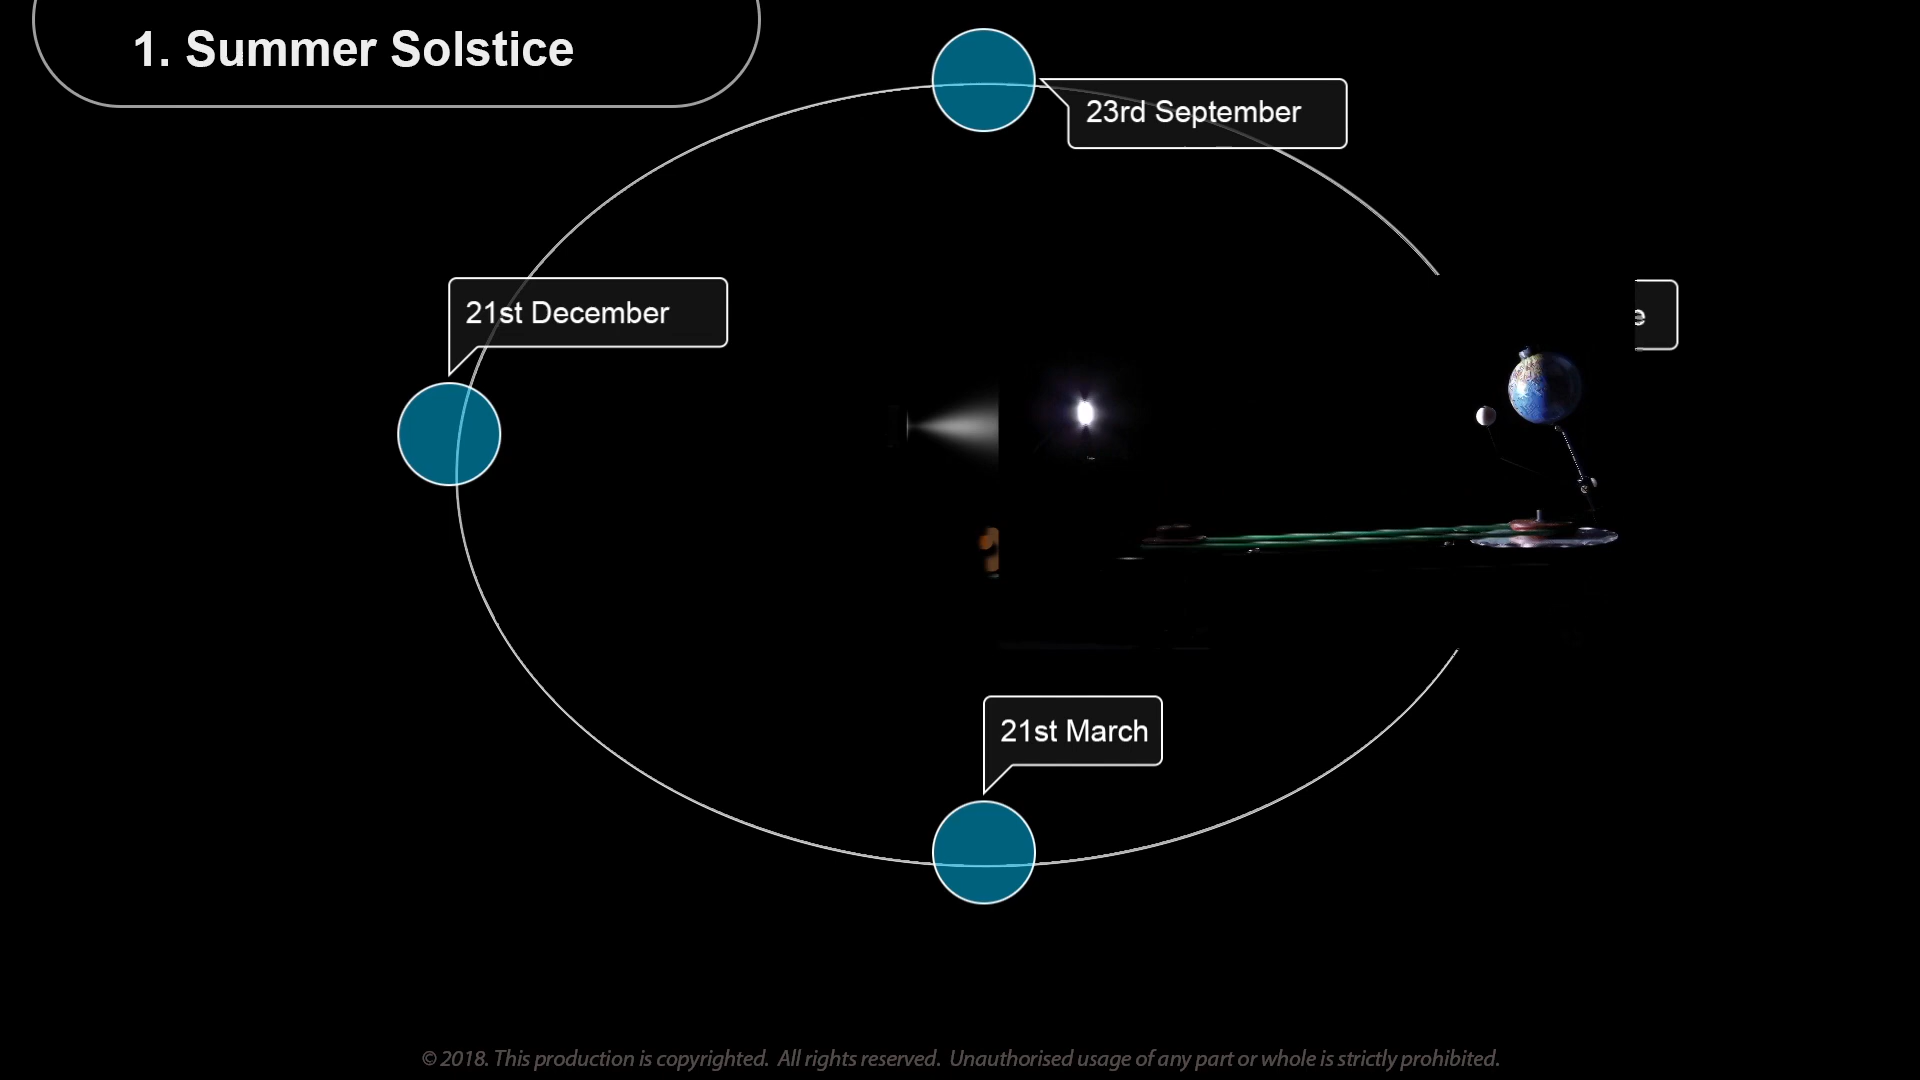 1. Summer Solstice
23rd September
21st December
e
21st March
© 2018. This production is copyrighted. All rights reserved. Unauthorised usage of any part or whole is strictly prohibited.